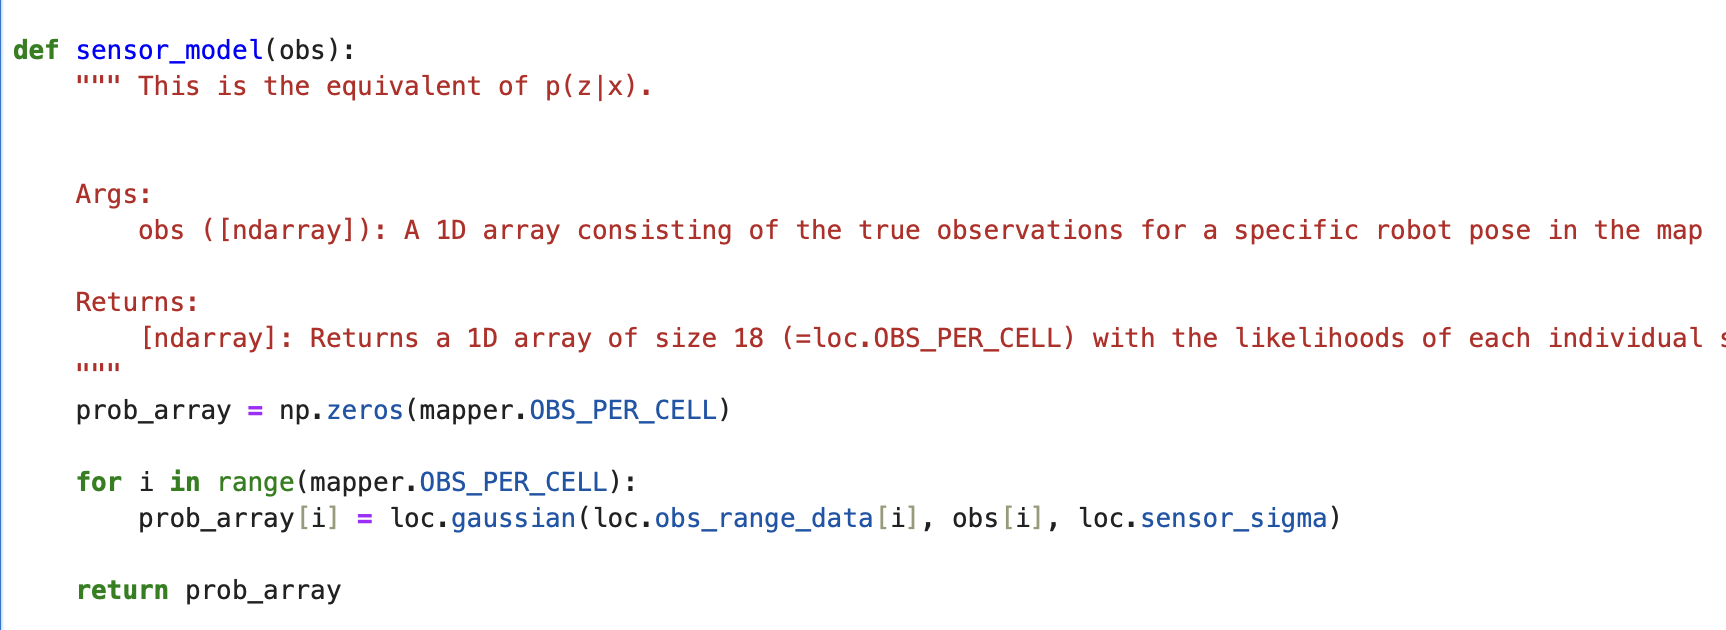 def sensor_model(obs):
    """ This is the equivalent of p(z|x).
    Args:
        obs ([ndarray]): A 1D array consisting of the true observations for a specific robot pose in the map
    Returns:
        [ndarray]: Returns a 1D array of size 18 (=loc.OBS_PER_CELL) with the likelihoods of each individual
    """
    prob_array = np.zeros(mapper.OBS_PER_CELL)
    for i in range(mapper.OBS_PER_CELL):
        prob_array[i] = loc.gaussian(loc.obs_range_data[i], obs[i], loc.sensor_sigma)
    return prob_array